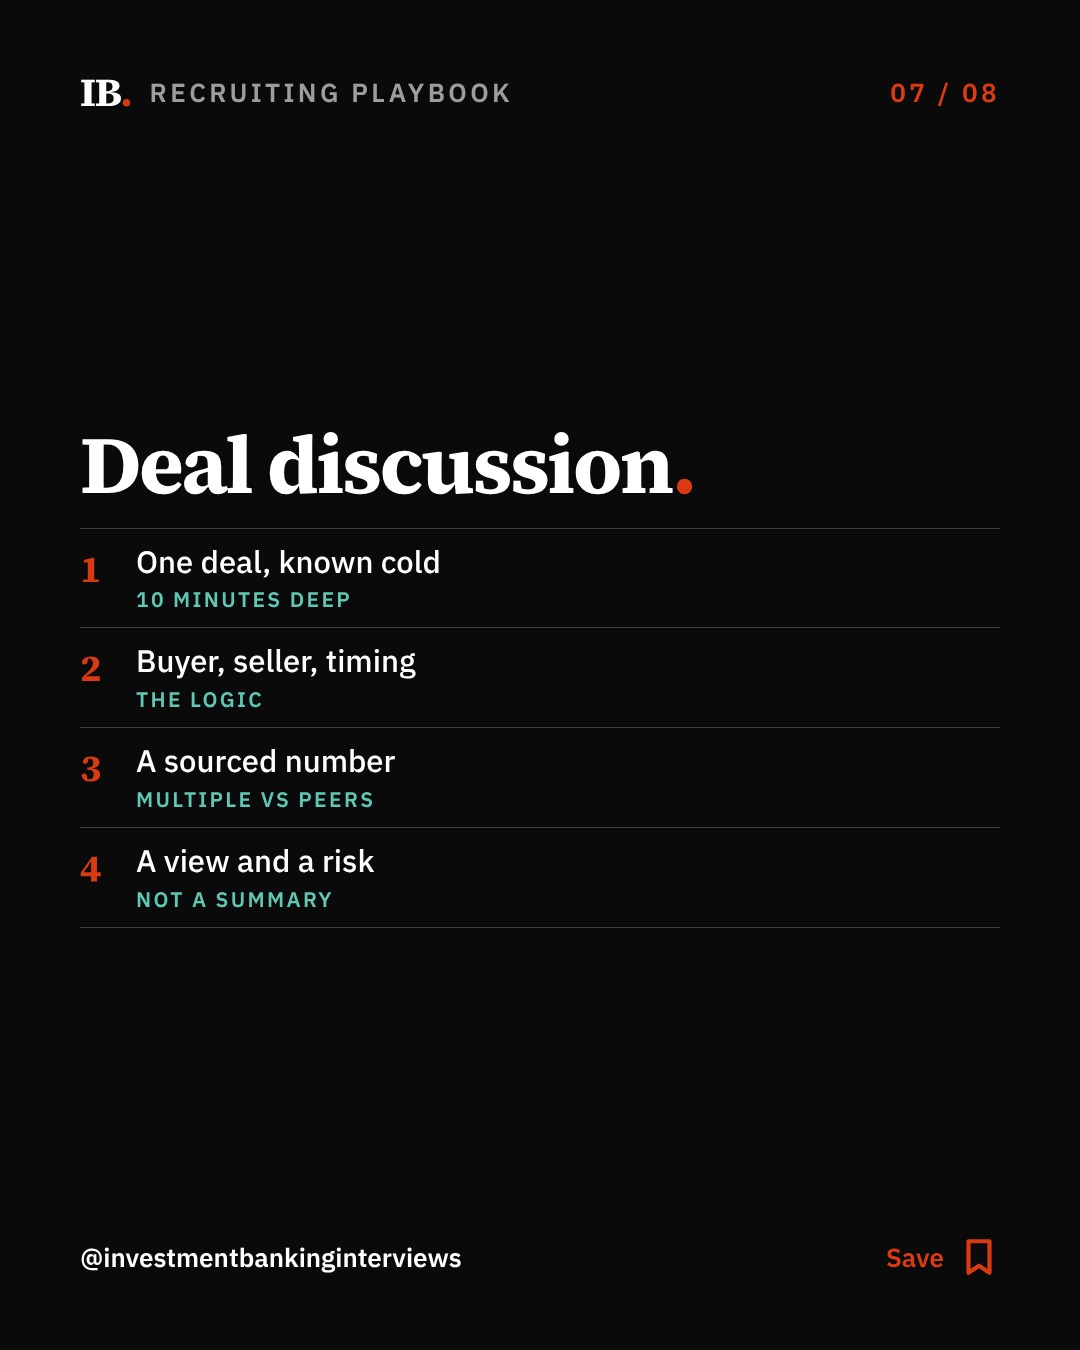 IB. RECRUITING PLAYBOOK
07 / 08
Deal discussion.
1 One deal, known cold
10 MINUTES DEEP
2 Buyer, seller, timing
THE LOGIC
3 A sourced number
MULTIPLE VS PEERS
4 A view and a risk
NOT A SUMMARY
@investmentbankinginterviews
Save